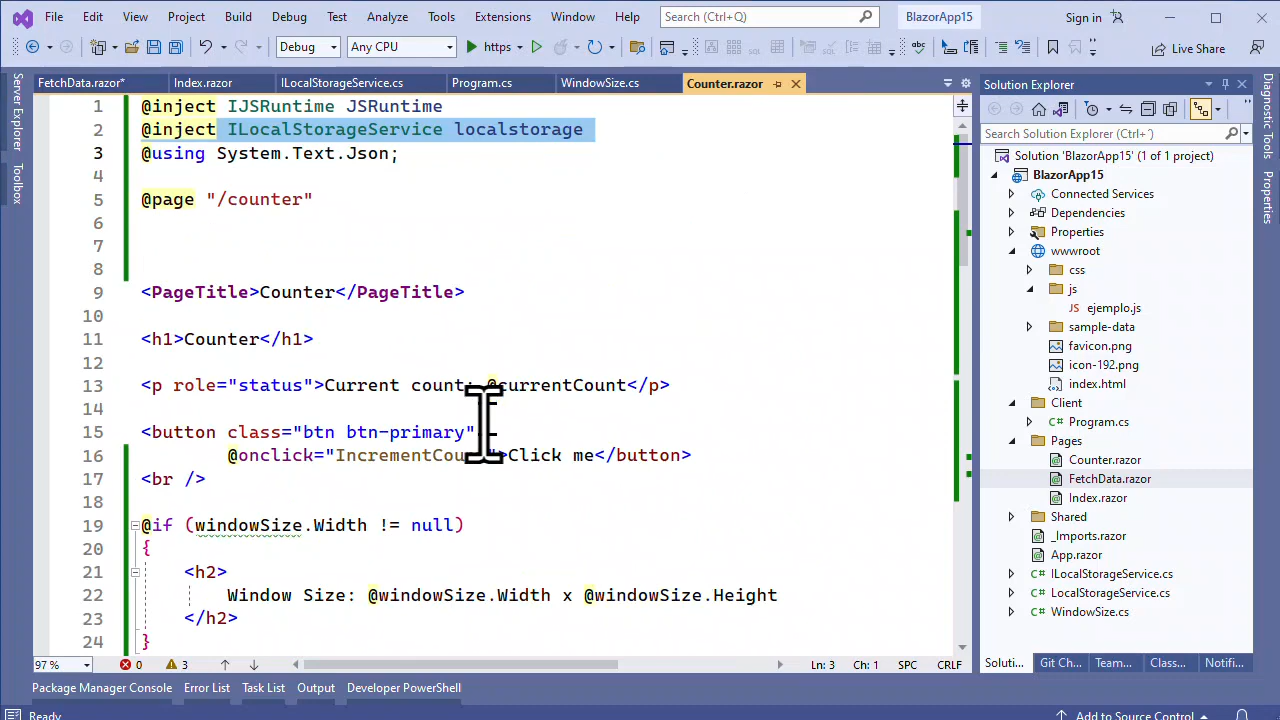 File Edit View Project Build Debug Test Analyze Tools Extensions Window Help Search (Ctrl+Q) BlazorApp15 Sign in
Debug Any CPU https Live Share
FetchData.razor* Index.razor ILocalStorageService.cs Program.cs WindowSize.cs Counter.razor
Server Explorer
Toolbox
1 @inject IJSRuntime JSRuntime
2 @inject ILocalStorageService localstorage
3 @using System.Text.Json;
4
5 @page "/counter"
6
7
8
9 <PageTitle>Counter</PageTitle>
10
11 <h1>Counter</h1>
12
13 <p role="status">Current count: @currentCount</p>
14
15 <button class="btn btn-primary"
16 @onclick="IncrementCou">Click me</button>
17 <br />
18
19 @if (windowSize.Width != null)
20 {
21 <h2>
22 Window Size: @windowSize.Width x @windowSize.Height
23 </h2>
24 }
97 % 0 3 Ln: 3 Ch: 1 SPC CRLF
Solution Explorer
Search Solution Explorer (Ctrl+´)
Solution 'BlazorApp15' (1 of 1 project)
BlazorApp15
Connected Services
Dependencies
Properties
wwwroot
css
js
ejemplo.js
sample-data
favicon.png
icon-192.png
index.html
Client
C# Program.cs
Pages
Counter.razor
FetchData.razor
Index.razor
Shared
_Imports.razor
App.razor
C# ILocalStorageService.cs
C# LocalStorageService.cs
C# WindowSize.cs
Soluti... Git Ch... Team... Class... Notifi...
Diagnostic Tools
Properties
Package Manager Console Error List Task List Output Developer PowerShell
Ready Add to Source Control